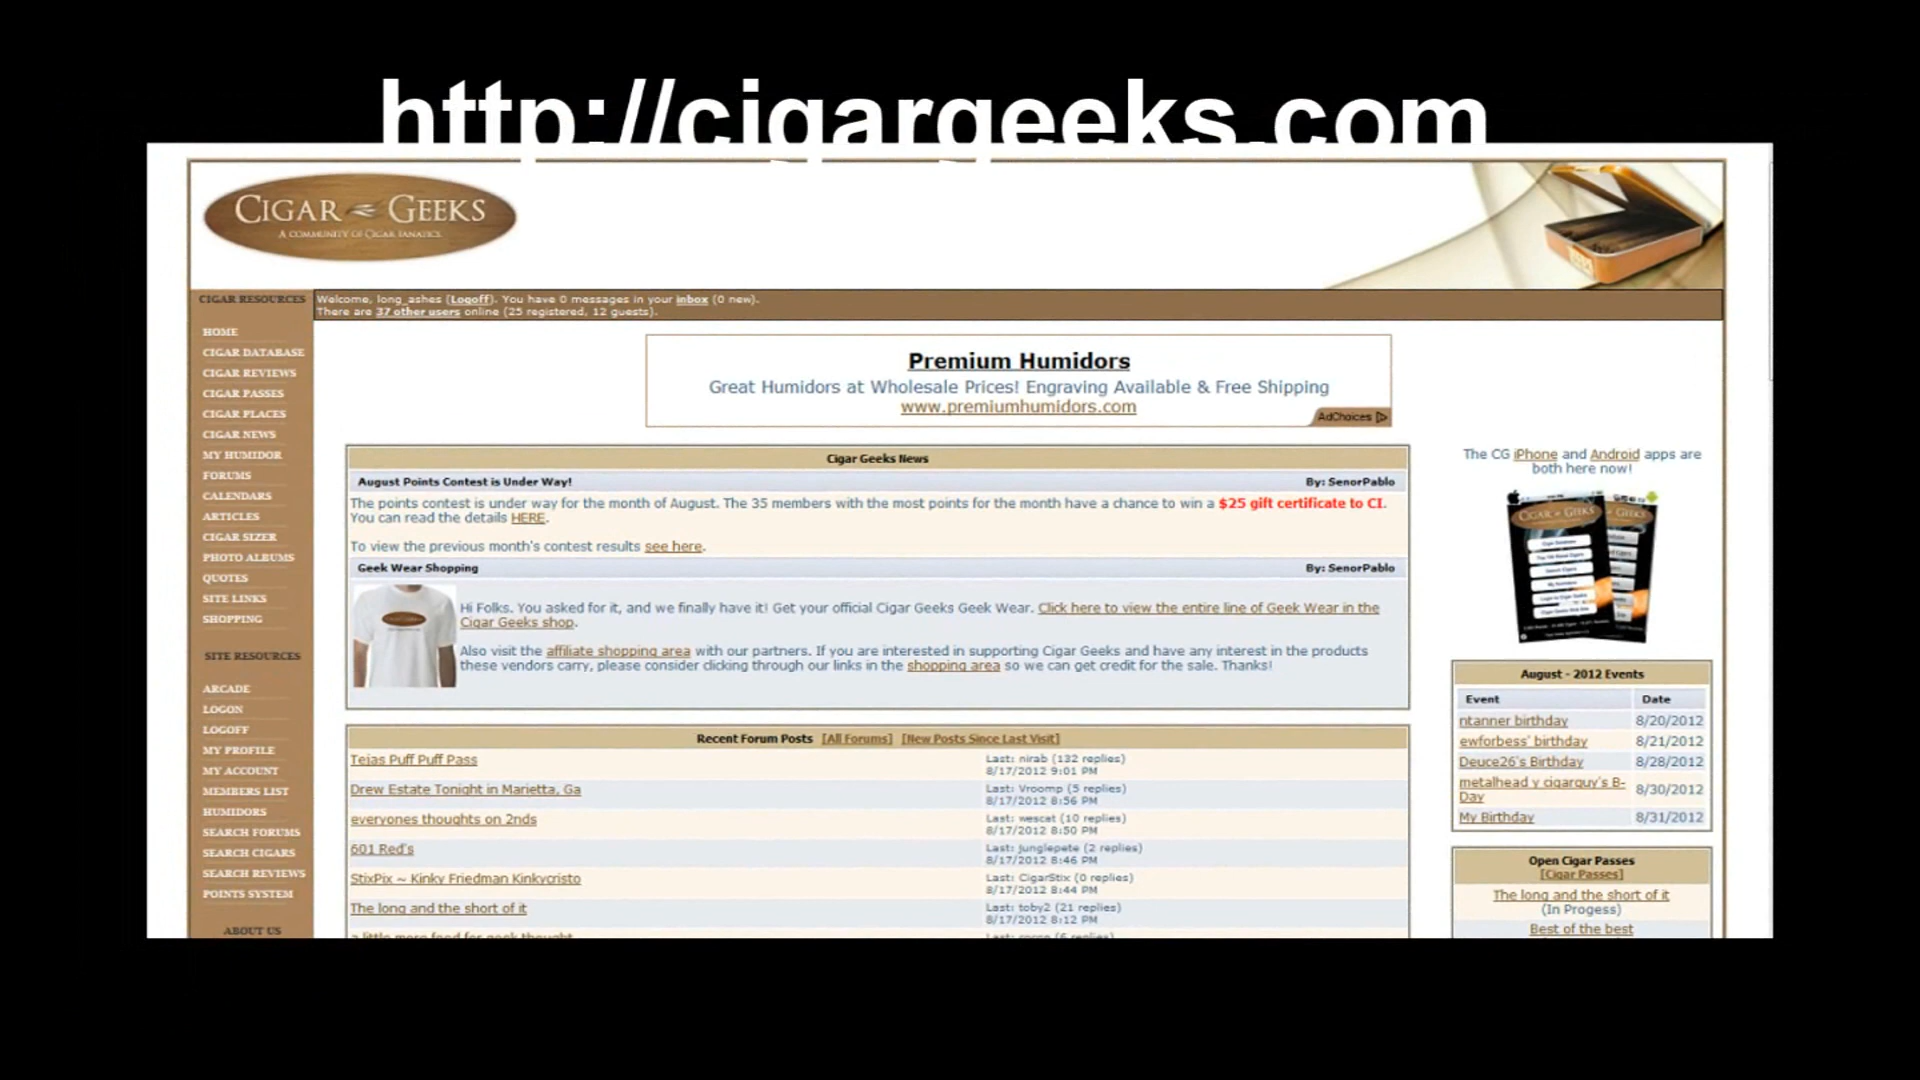 http://cigargeeks.com
CIGAR GEEKS
A COMMUNITY OF CIGAR FANATICS.
CIGAR RESOURCES
HOME
CIGAR DATABASE
CIGAR REVIEWS
CIGAR PASSES
CIGAR PLACES
CIGAR NEWS
MY HUMIDOR
FORUMS
CALENDARS
ARTICLES
CIGAR SIZER
PHOTO ALBUMS
QUOTES
SITE LINKS
SHOPPING
SITE RESOURCES
ARCADE
LOGON
LOGOFF
MY PROFILE
MY ACCOUNT
MEMBERS LIST
HUMIDORS
SEARCH FORUMS
SEARCH CIGARS
SEARCH REVIEWS
POINTS SYSTEM
ABOUT US
Welcome, long_ashes (Logoff). You have 0 messages in your inbox (0 new).
There are 37 other users online (25 registered, 12 guests).
Premium Humidors
Great Humidors at Wholesale Prices! Engraving Available & Free Shipping
www.premiumhumidors.com
AdChoices
Cigar Geeks News
August Points Contest is Under Way! By: SenorPablo
The points contest is under way for the month of August. The 35 members with the most points for the month have a chance to win a $25 gift certificate to CI.
You can read the details HERE.
To view the previous month's contest results see here.
Geek Wear Shopping By: SenorPablo
Hi Folks. You asked for it, and we finally have it! Get your official Cigar Geeks Geek Wear. Click here to view the entire line of Geek Wear in the
Cigar Geeks shop.
Also visit the affiliate shopping area with our partners. If you are interested in supporting Cigar Geeks and have any interest in the products
these vendors carry, please consider clicking through our links in the shopping area so we can get credit for the sale. Thanks!
Recent Forum Posts [All Forums] [New Posts Since Last Visit]
Tejas Puff Puff Pass Last: nirab (132 replies)
8/17/2012 9:01 PM
Drew Estate Tonight in Marietta, Ga Last: Vroomp (5 replies)
8/17/2012 8:56 PM
everyones thoughts on 2nds Last: wescat (10 replies)
8/17/2012 8:50 PM
601 Red's Last: junglepete (2 replies)
8/17/2012 8:46 PM
StixPix ~ Kinky Friedman Kinkycristo Last: CigarStix (0 replies)
8/17/2012 8:44 PM
The long and the short of it Last: toby2 (21 replies)
8/17/2012 8:12 PM
a little more food for geek thought
The CG iPhone and Android apps are
both here now!
CIGAR GEEKS
August - 2012 Events
Event Date
ntanner birthday 8/20/2012
ewforbess' birthday 8/21/2012
Deuce26's Birthday 8/28/2012
metalhead y cigarguy's B-
Day 8/30/2012
My Birthday 8/31/2012
Open Cigar Passes
[Cigar Passes]
The long and the short of it
(In Progess)
Best of the best